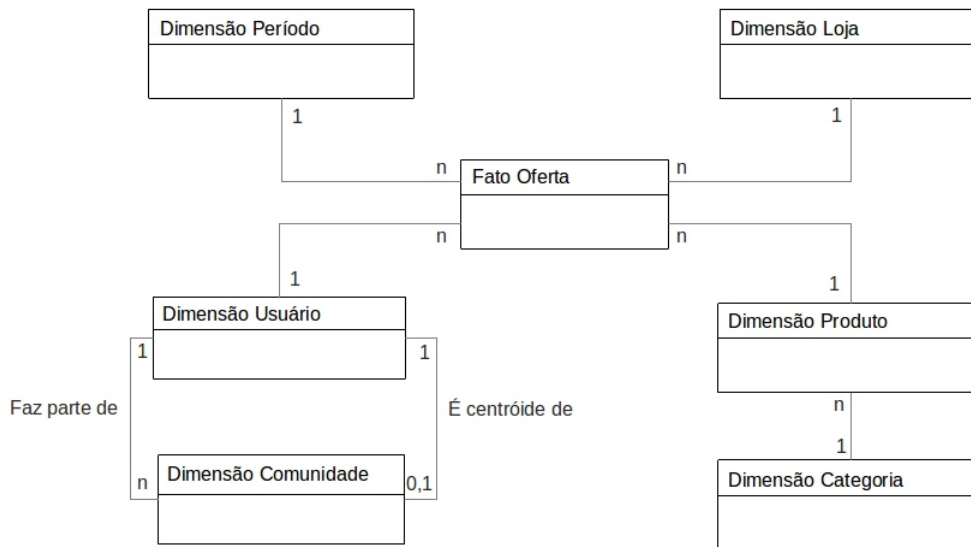 Dimensão Período
Dimensão Loja
1
1
n
n
Fato Oferta
n
n
1
1
Dimensão Usuário
Dimensão Produto
1
1
Faz parte de
É centróide de
n
1
Dimensão Comunidade
Dimensão Categoria
n
0,1